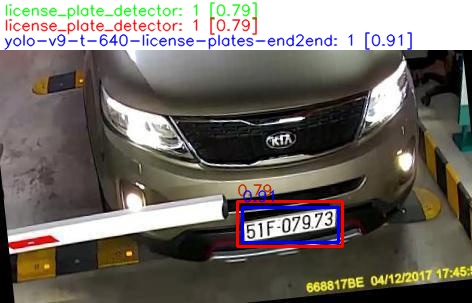 license_plate_detector: 1 [0.79]
license_plate_detector: 1 [0.79]
yolo-v9-t-640-license-plates-end2end: 1 [0.91]
KIA
0.79
0.91
51F-079.73
668817BE 04/12/2017 17:45: